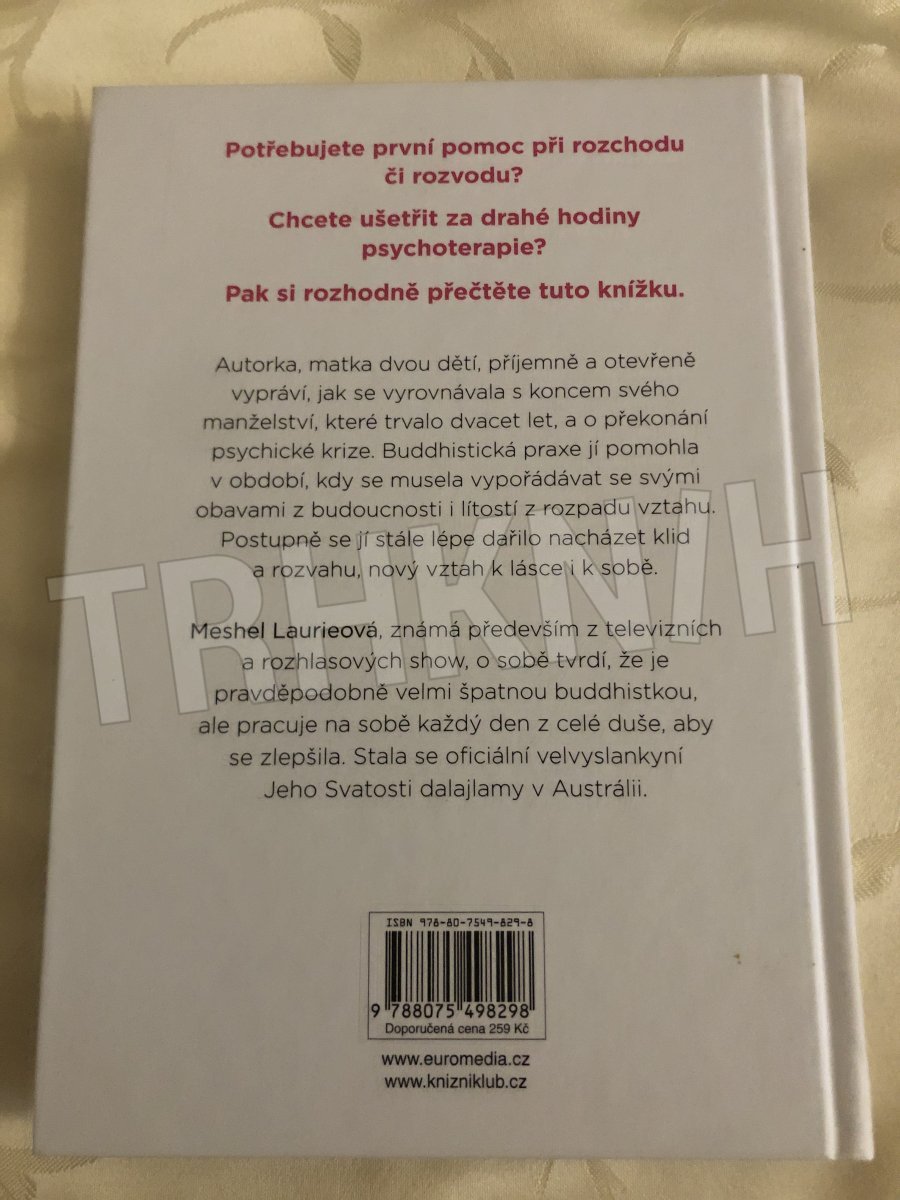 Potřebujete první pomoc při rozchodu
či rozvodu?
Chcete ušetřit za drahé hodiny
psychoterapie?
Pak si rozhodně přečtěte tuto knížku.
Autorka, matka dvou dětí, příjemně a otevřeně
vypráví, jak se vyrovnávala s koncem svého
manželství, které trvalo dvacet let, a o překonání
psychické krize. Buddhistická praxe jí pomohla
v období, kdy se musela vypořádávat se svými
obavami z budoucnosti i lítostí z rozpadu vztahu.
Postupně se jí stále lépe dařilo nacházet klid
a rozvahu, nový vztah k lásce i k sobě.
TRHKNIH
Meshel Laurieová, známá především z televizních
a rozhlasových show, o sobě tvrdí, že je
pravděpodobně velmi špatnou buddhistkou,
ale pracuje na sobě každý den z celé duše, aby
se zlepšila. Stala se oficiální velvyslankyní
Jeho Svatosti dalajlamy v Austrálii.
ISBN 978-80-7549-829-8
9 788075 498298
Doporučená cena 259 Kč
www.euromedia.cz
www.knizniklub.cz